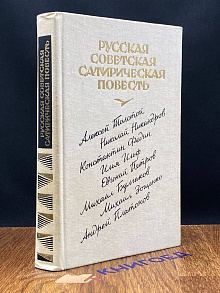 РУССКАЯ
СОВЕТСКАЯ
САТИРИЧЕСКАЯ
ПОВЕСТЬ
Алексей Толстой
Николай Никандров
Константин Федин
Илья Ильф
Евгений Петров
Михаил Булгаков
Михаил Зощенко
Андрей Платонов
РУССКАЯ СОВЕТСКАЯ
САТИРИЧЕСКАЯ ПОВЕСТЬ